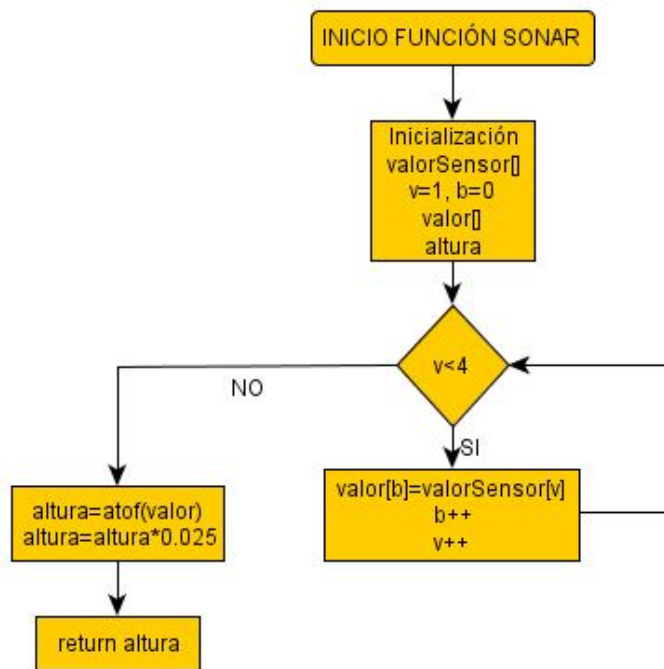 INICIO FUNCIÓN SONAR
Inicialización
valorSensor[]
v=1, b=0
valor[]
altura
v<4
NO
SI
valor[b]=valorSensor[v]
b++
v++
altura=atof(valor)
altura=altura*0.025
return altura